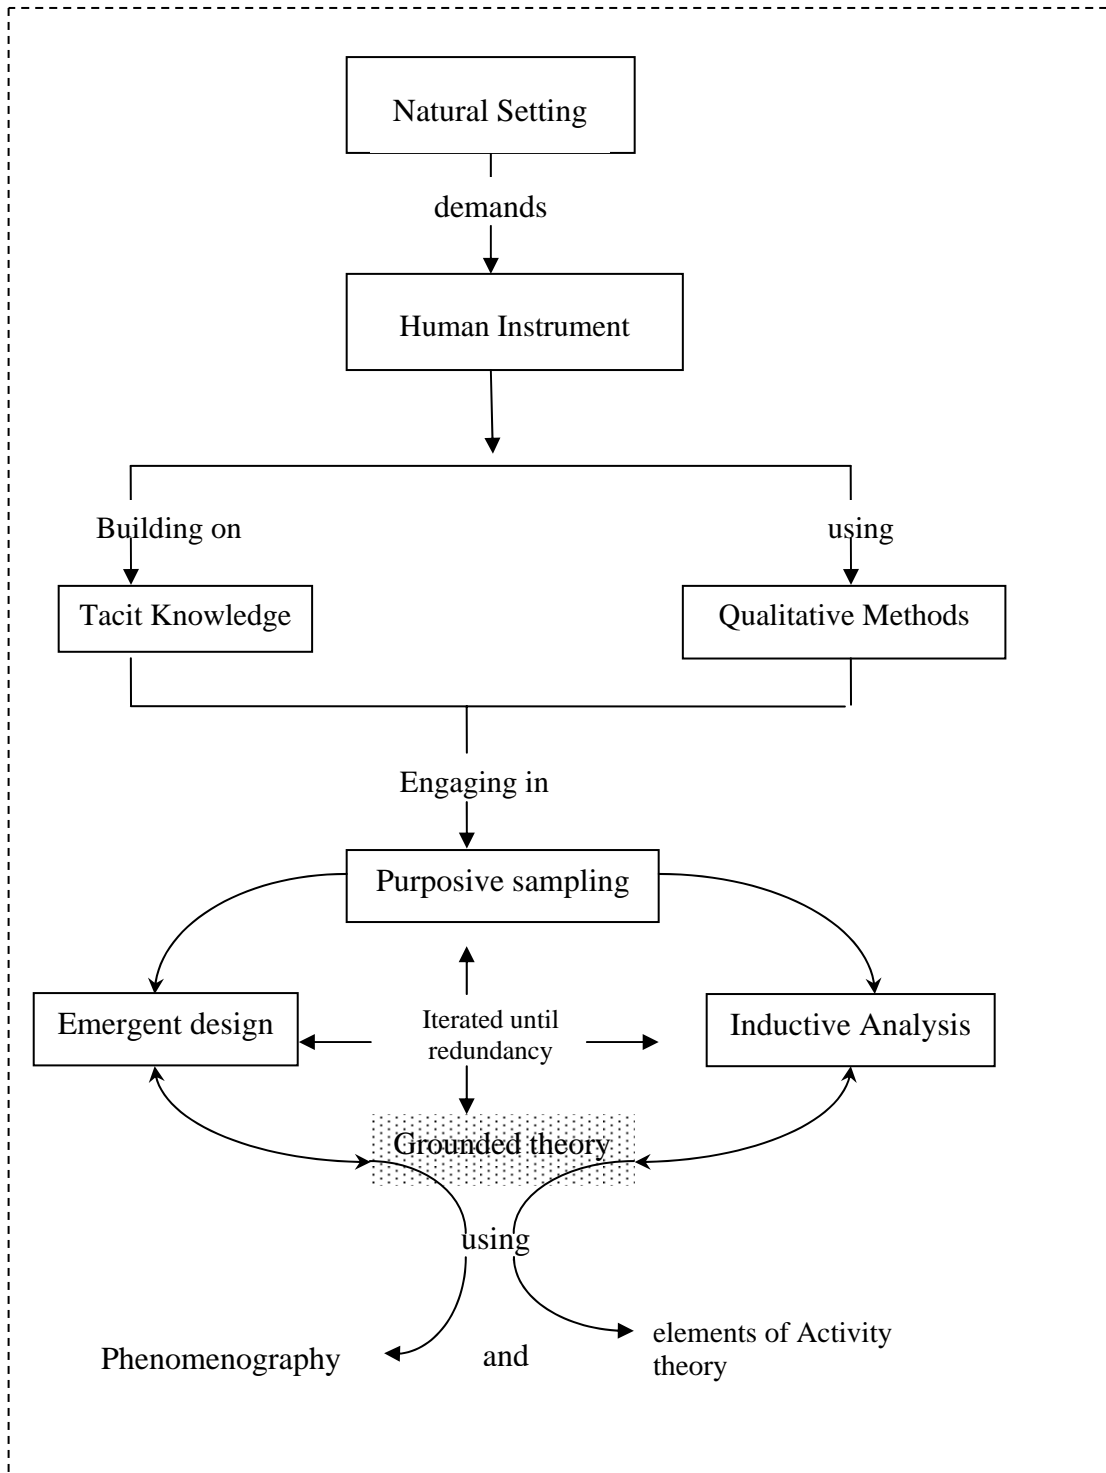 Natural Setting
demands
Human Instrument
Building on
using
Tacit Knowledge
Qualitative Methods
Engaging in
Purposive sampling
Emergent design
Iterated until
redundancy
Inductive Analysis
Grounded theory
using
Phenomenography
and
elements of Activity
theory